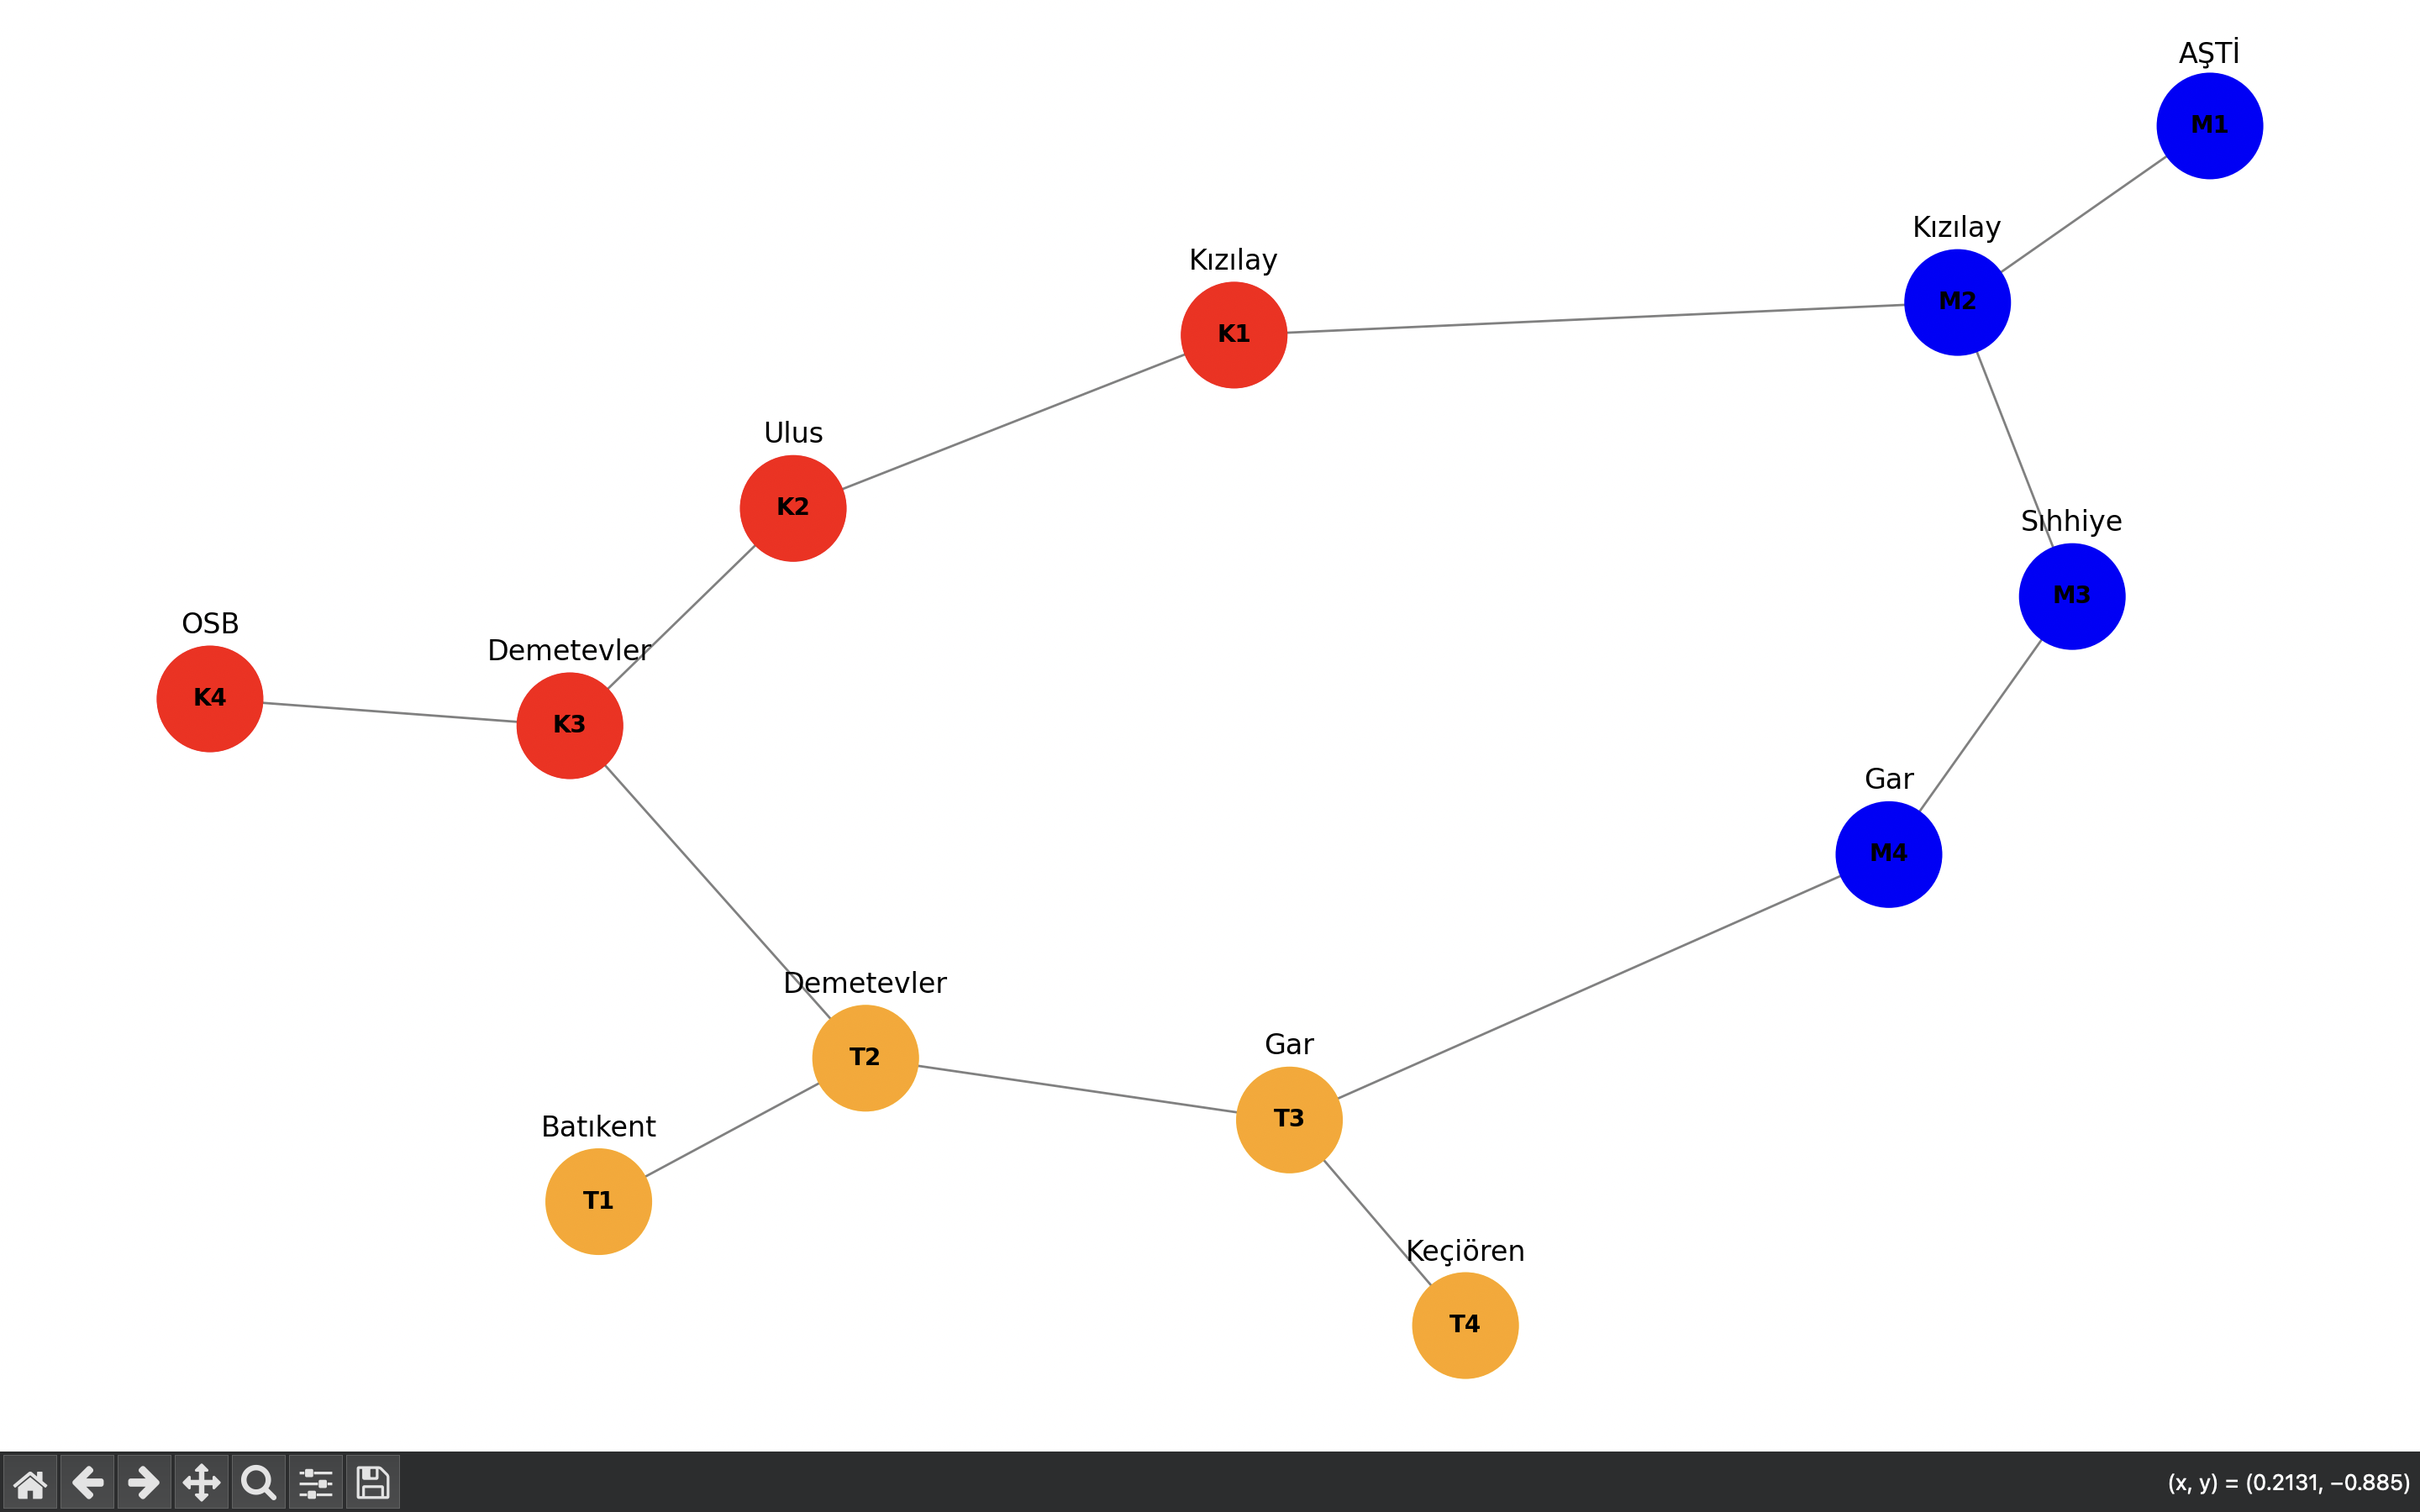 AŞTİ
M1
Kızılay
M2
Kızılay
K1
Ulus
K2
Sıhhiye
M3
OSB
K4
Demetevler
K3
Gar
M4
Demetevler
T2
Gar
T3
Batıkent
T1
Keçiören
T4
(x, y) = (0.2131, −0.885)